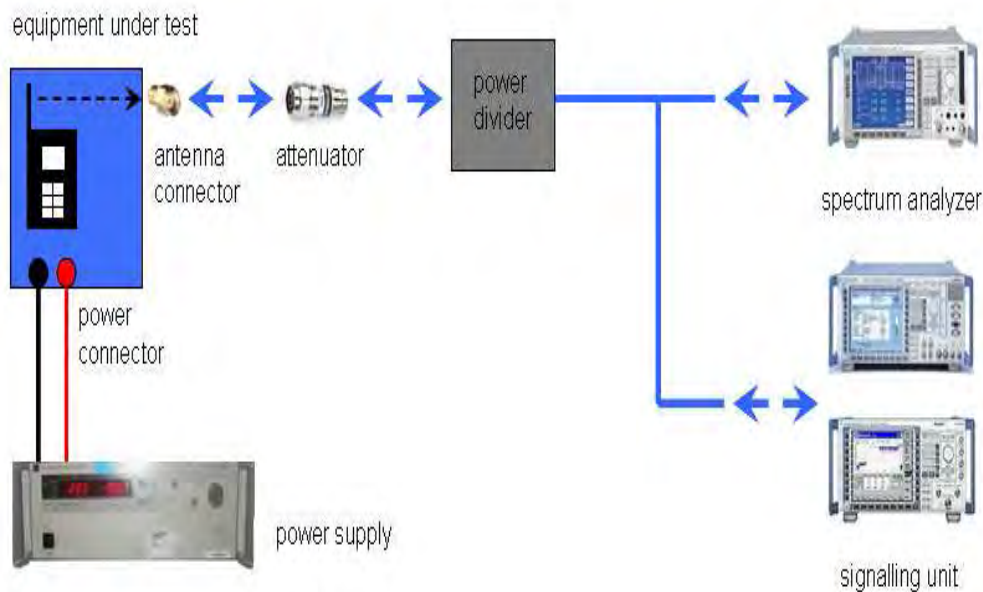 equipment under test
power
divider
antenna
connector
attenuator
spectrum analyzer
power
connector
power supply
signalling unit